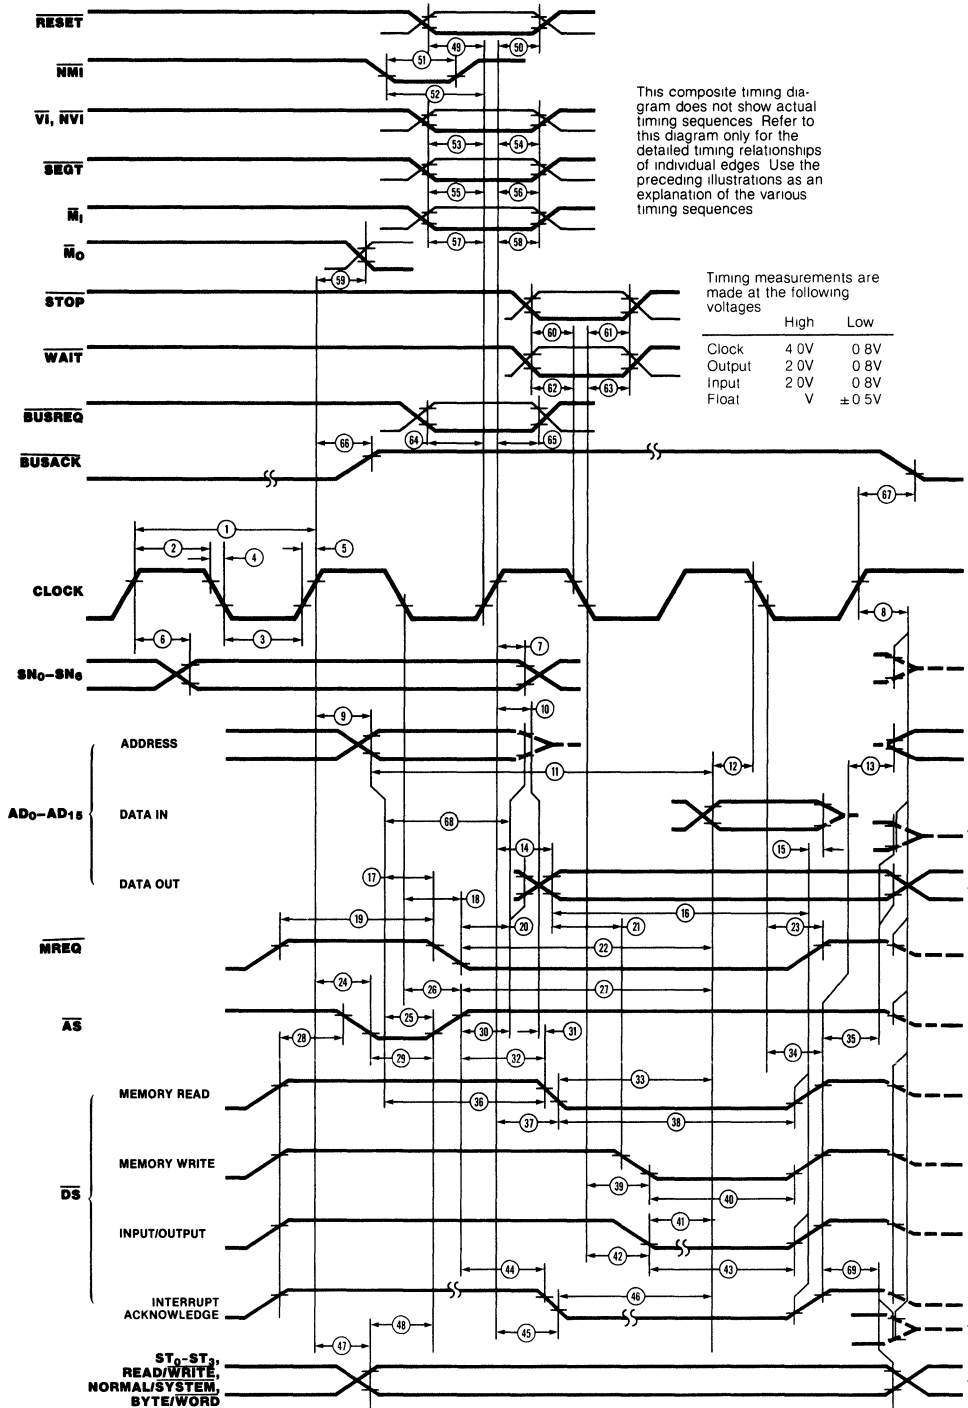 RESET
49
50
51
NMI
52
This composite timing dia-
gram does not show actual
timing sequences Refer to
this diagram only for the
detailed timing relationships
of individual edges Use the
preceding illustrations as an
explanation of the various
timing sequences
VI, NVI
53
54
SEGT
55
56
MI
57
58
MO
59
Timing measurements are
made at the following
voltages
High Low
Clock 4 0V 0 8V
Output 2 0V 0 8V
Input 2 0V 0 8V
Float V ± 0 5V
STOP
60
61
WAIT
62
63
BUSREQ
66
64
65
BUSACK
67
1
2
4
5
CLOCK
8
6
3
7
SN0–SN6
9
10
ADDRESS
11
12
13
AD0–AD15
DATA IN
68
14
15
17
DATA OUT
18
16
19
20
21
23
MREQ
22
24
26
27
25
AS
28
30
31
35
29
32
34
33
MEMORY READ
36
37
38
MEMORY WRITE
39
40
DS
41
INPUT/OUTPUT
42
43
44
69
46
INTERRUPT
ACKNOWLEDGE
45
48
47
ST0–ST3,
READ/WRITE,
NORMAL/SYSTEM,
BYTE/WORD